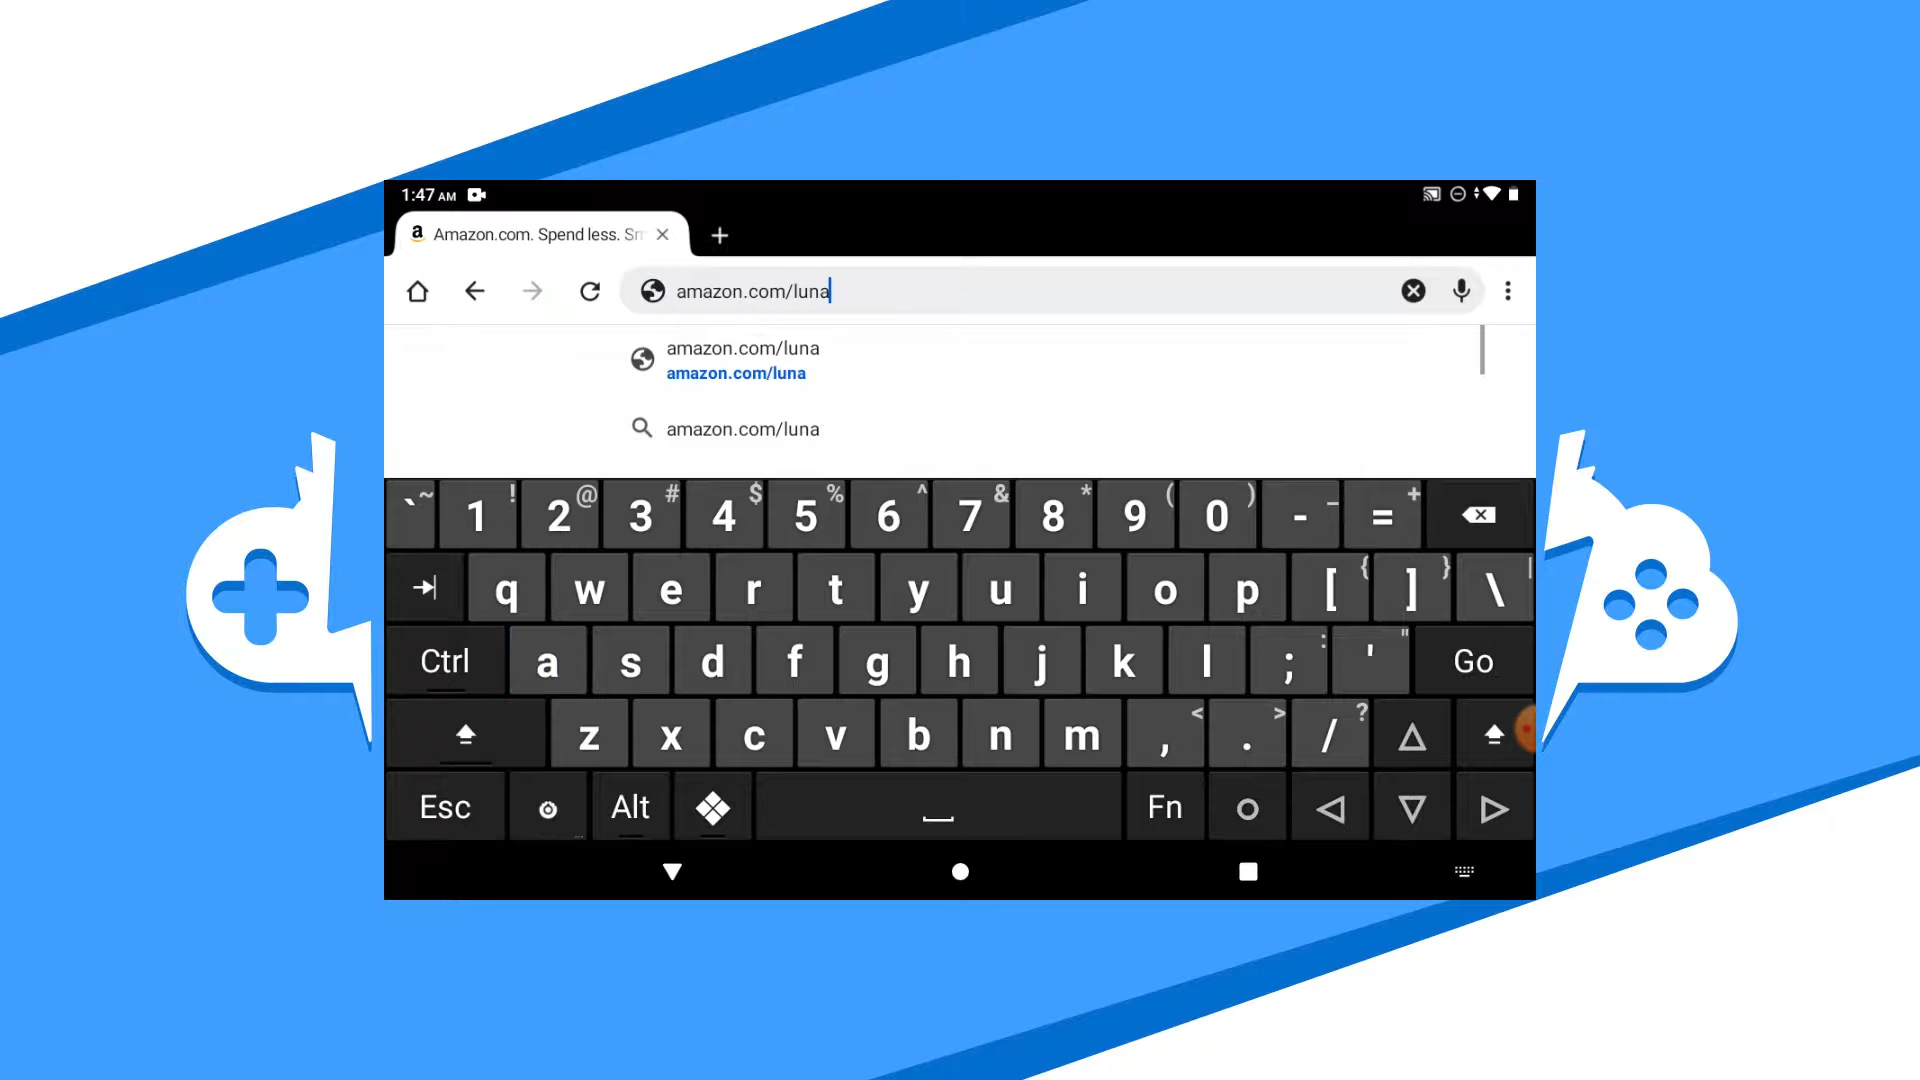 1:47 AM
a Amazon.com. Spend less. Sm
amazon.com/luna
amazon.com/luna
amazon.com/luna
amazon.com/luna
` ~ 1 ! 2 @ 3 # 4 $ 5 % 6 ^ 7 & 8 * 9 ( 0 ) - _ = +
q w e r t y u i o p [ { ] } \ |
Ctrl a s d f g h j k l ; : ' " Go
z x c v b n m , < . > / ?
Esc Alt Fn